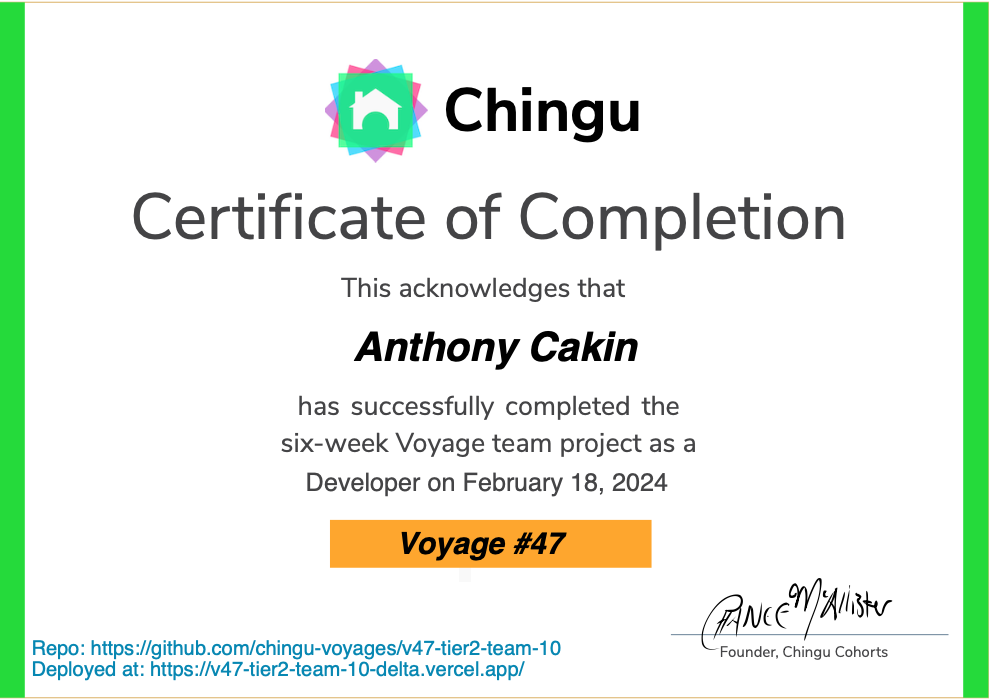 Chingu
Certificate of Completion
This acknowledges that
Anthony Cakin
has successfully completed the
six-week Voyage team project as a
Developer on February 18, 2024
Voyage #47
Chance McAllister
Founder, Chingu Cohorts
Repo: https://github.com/chingu-voyages/v47-tier2-team-10
Deployed at: https://v47-tier2-team-10-delta.vercel.app/